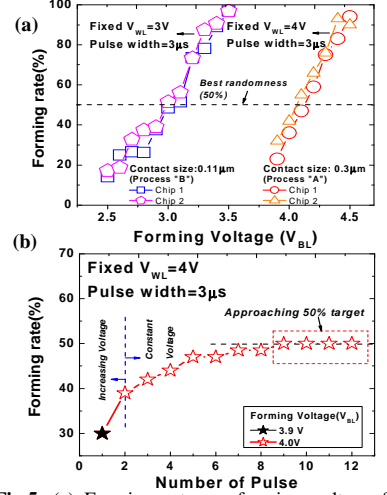 (a)
Fixed V_WL=3V
Pulse width=3μs
Fixed V_WL=4V
Pulse width=3μs
Best randomness
(50%)
Contact size:0.11μm
(Process "B")
Chip 1
Chip 2
Contact size: 0.3μm
(Process "A")
Chip 1
Chip 2
Forming rate(%)
100
80
60
40
20
0
2.5 3.0 3.5 4.0 4.5
Forming Voltage (V_BL)
(b)
Fixed V_WL=4V
Pulse width=3μs
Approaching 50% target
Increasing Voltage
Constant
Voltage
Forming Voltage(V_BL)
3.9 V
4.0V
Forming rate(%)
70
60
50
40
30
0 2 4 6 8 10 12 14
Number of Pulse